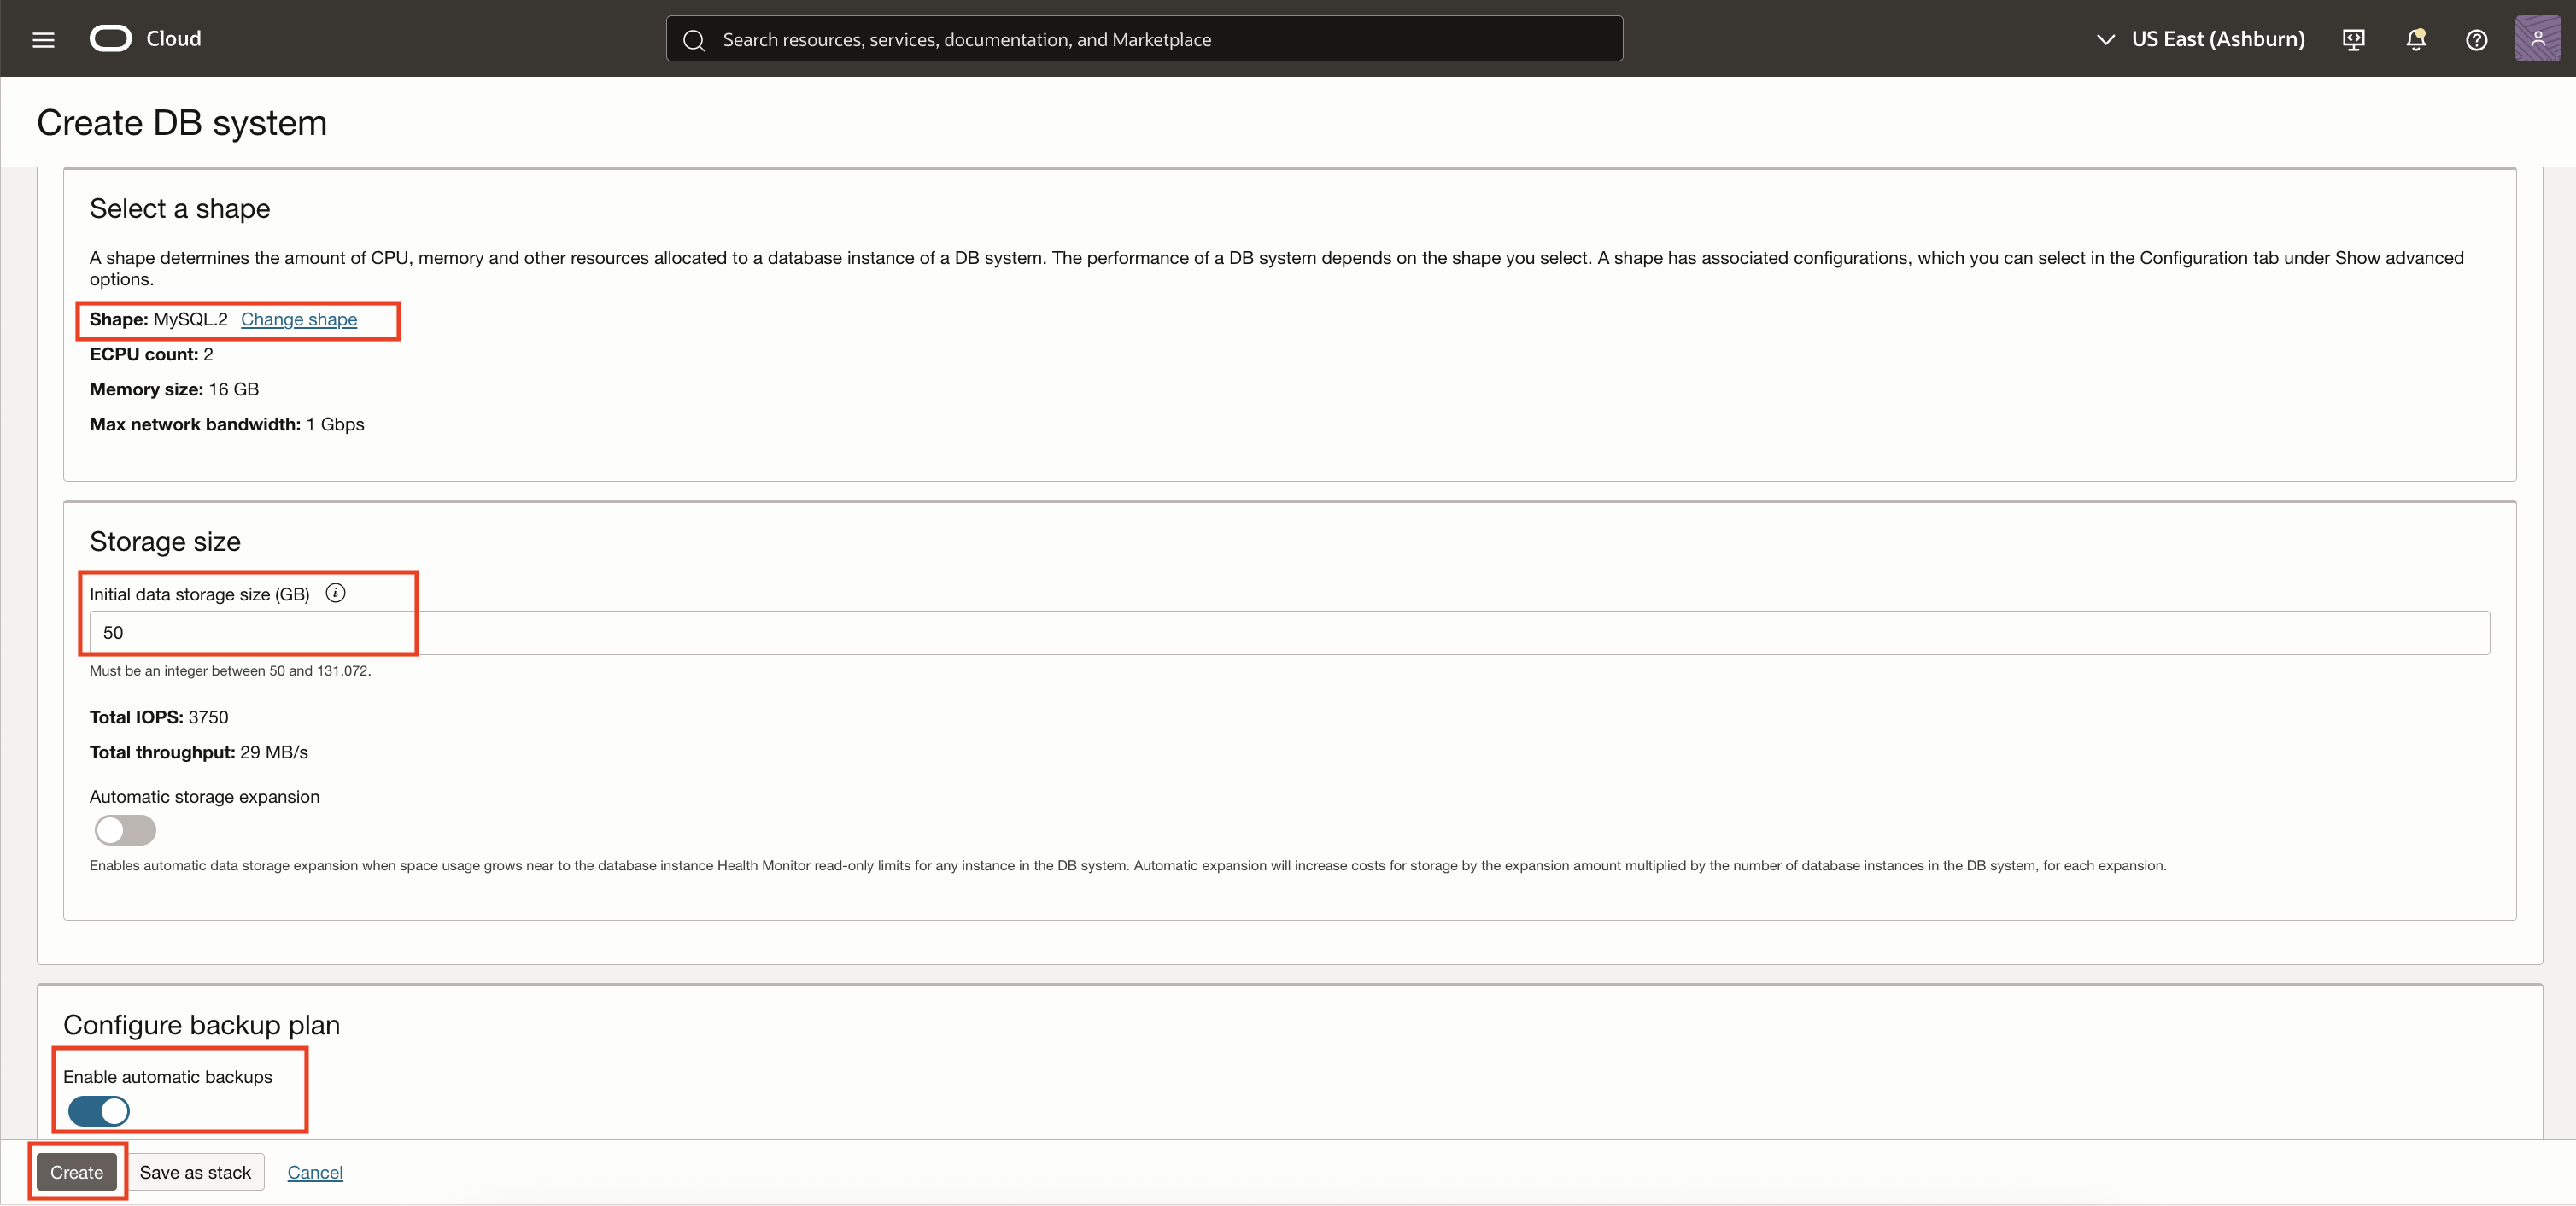 Cloud
Search resources, services, documentation, and Marketplace
US East (Ashburn)
Create DB system
Select a shape
A shape determines the amount of CPU, memory and other resources allocated to a database instance of a DB system. The performance of a DB system depends on the shape you select. A shape has associated configurations, which you can select in the Configuration tab under Show advanced
options.
Shape: MySQL.2 Change shape
ECPU count: 2
Memory size: 16 GB
Max network bandwidth: 1 Gbps
Storage size
Initial data storage size (GB)
50
Must be an integer between 50 and 131,072.
Total IOPS: 3750
Total throughput: 29 MB/s
Automatic storage expansion
Enables automatic data storage expansion when space usage grows near to the database instance Health Monitor read-only limits for any instance in the DB system. Automatic expansion will increase costs for storage by the expansion amount multiplied by the number of database instances in the DB system, for each expansion.
Configure backup plan
Enable automatic backups
Create Save as stack Cancel